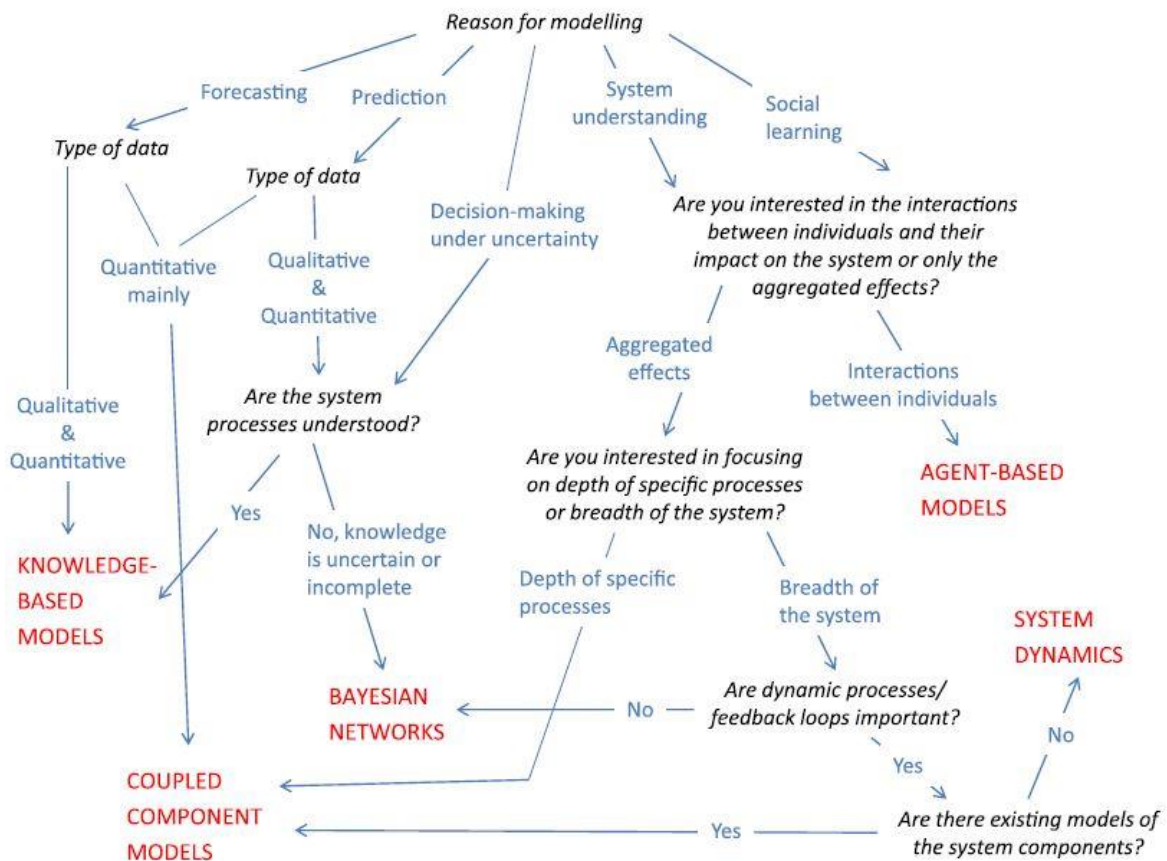 Reason for modelling
Forecasting
Prediction
System
understanding
Social
learning
Type of data
Type of data
Decision-making
under uncertainty
Are you interested in the interactions
between individuals and their
impact on the system or only the
aggregated effects?
Quantitative
mainly
Qualitative
&
Quantitative
Aggregated
effects
Interactions
between individuals
Qualitative
&
Quantitative
Are the system
processes understood?
Are you interested in focusing
on depth of specific processes
or breadth of the system?
AGENT-BASED
MODELS
Yes
No, knowledge
is uncertain or
incomplete
KNOWLEDGE-
BASED
MODELS
Depth of specific
processes
Breadth of
the system
SYSTEM
DYNAMICS
BAYESIAN
NETWORKS
No
Are dynamic processes/
feedback loops important?
No
Yes
COUPLED
COMPONENT
MODELS
Yes
Are there existing models of
the system components?